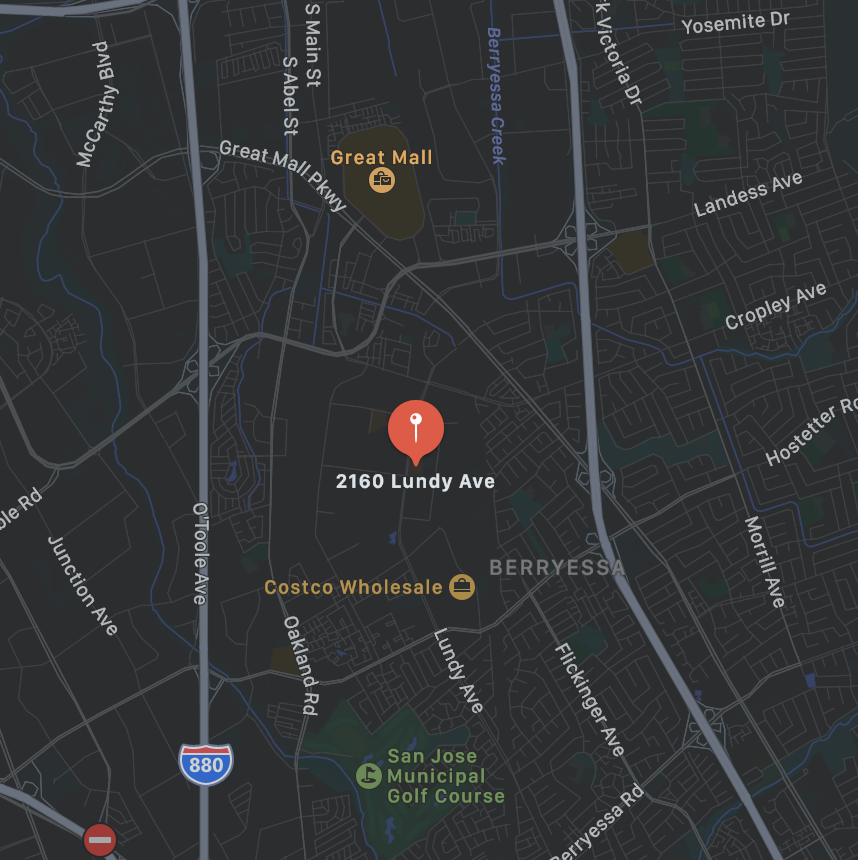 Yosemite Dr
S Main St
k Victoria Dr
McCarthy Blvd
S Abel St
Berryessa Creek
Great Mall Pkwy
Great Mall
Landess Ave
Cropley Ave
Hostetter Rd
2160 Lundy Ave
ble Rd
O'Toole Ave
Junction Ave
Morrill Ave
BERRYESSA
Costco Wholesale
Oakland Rd
Lundy Ave
Flickinger Ave
880
San Jose
Municipal
Golf Course
Berryessa Rd